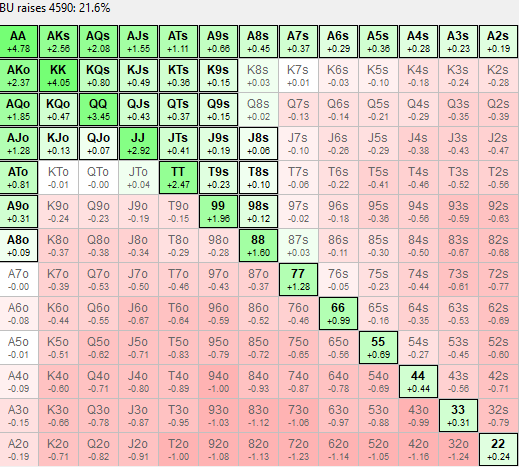 BU raises 4590: 21.6%
AA AKs AQs AJs ATs A9s A8s A7s A6s A5s A4s A3s A2s
+4.78 +2.56 +2.08 +1.55 +1.11 +0.66 +0.45 +0.37 +0.29 +0.36 +0.28 +0.23 +0.19
AKo KK KQs KJs KTs K9s K8s K7s K6s K5s K4s K3s K2s
+2.37 +4.05 +0.80 +0.49 +0.36 +0.15 +0.03 +0.01 -0.03 -0.10 -0.18 -0.24 -0.28
AQo KQo QQ QJs QTs Q9s Q8s Q7s Q6s Q5s Q4s Q3s Q2s
+1.85 +0.47 +3.45 +0.43 +0.37 +0.15 +0.02 -0.13 -0.14 -0.21 -0.29 -0.35 -0.39
AJo KJo QJo JJ JTs J9s J8s J7s J6s J5s J4s J3s J2s
+1.28 +0.13 +0.07 +2.92 +0.41 +0.19 +0.06 -0.10 -0.26 -0.29 -0.38 -0.43 -0.47
ATo KTo QTo JTo TT T9s T8s T7s T6s T5s T4s T3s T2s
+0.81 -0.01 -0.00 +0.04 +2.47 +0.23 +0.10 -0.06 -0.22 -0.41 -0.46 -0.52 -0.56
A9o K9o Q9o J9o T9o 99 98s 97s 96s 95s 94s 93s 92s
+0.31 -0.24 -0.23 -0.19 -0.15 +1.96 +0.12 -0.02 -0.18 -0.36 -0.56 -0.59 -0.63
A8o K8o Q8o J8o T8o 98o 88 87s 86s 85s 84s 83s 82s
+0.09 -0.37 -0.38 -0.34 -0.29 -0.28 +1.60 +0.03 -0.11 -0.30 -0.50 -0.67 -0.68
A7o K7o Q7o J7o T7o 97o 87o 77 76s 75s 74s 73s 72s
-0.00 -0.39 -0.53 -0.50 -0.46 -0.43 -0.37 +1.28 -0.05 -0.23 -0.44 -0.61 -0.77
A6o K6o Q6o J6o T6o 96o 86o 76o 66 65s 64s 63s 62s
-0.08 -0.44 -0.55 -0.67 -0.64 -0.59 -0.52 -0.46 +0.99 -0.16 -0.35 -0.53 -0.69
A5o K5o Q5o J5o T5o 95o 85o 75o 65o 55 54s 53s 52s
-0.01 -0.51 -0.62 -0.71 -0.83 -0.79 -0.72 -0.65 -0.56 +0.69 -0.27 -0.45 -0.60
A4o K4o Q4o J4o T4o 94o 84o 74o 64o 54o 44 43s 42s
-0.09 -0.60 -0.71 -0.80 -0.89 -1.00 -0.93 -0.87 -0.78 -0.69 +0.44 -0.56 -0.71
A3o K3o Q3o J3o T3o 93o 83o 73o 63o 53o 43o 33 32s
-0.15 -0.66 -0.78 -0.87 -0.95 -1.03 -1.12 -1.06 -0.97 -0.88 -0.99 +0.31 -0.79
A2o K2o Q2o J2o T2o 92o 82o 72o 62o 52o 42o 32o 22
-0.19 -0.71 -0.82 -0.91 -1.00 -1.08 -1.13 -1.23 -1.14 -1.05 -1.16 -1.24 +0.24